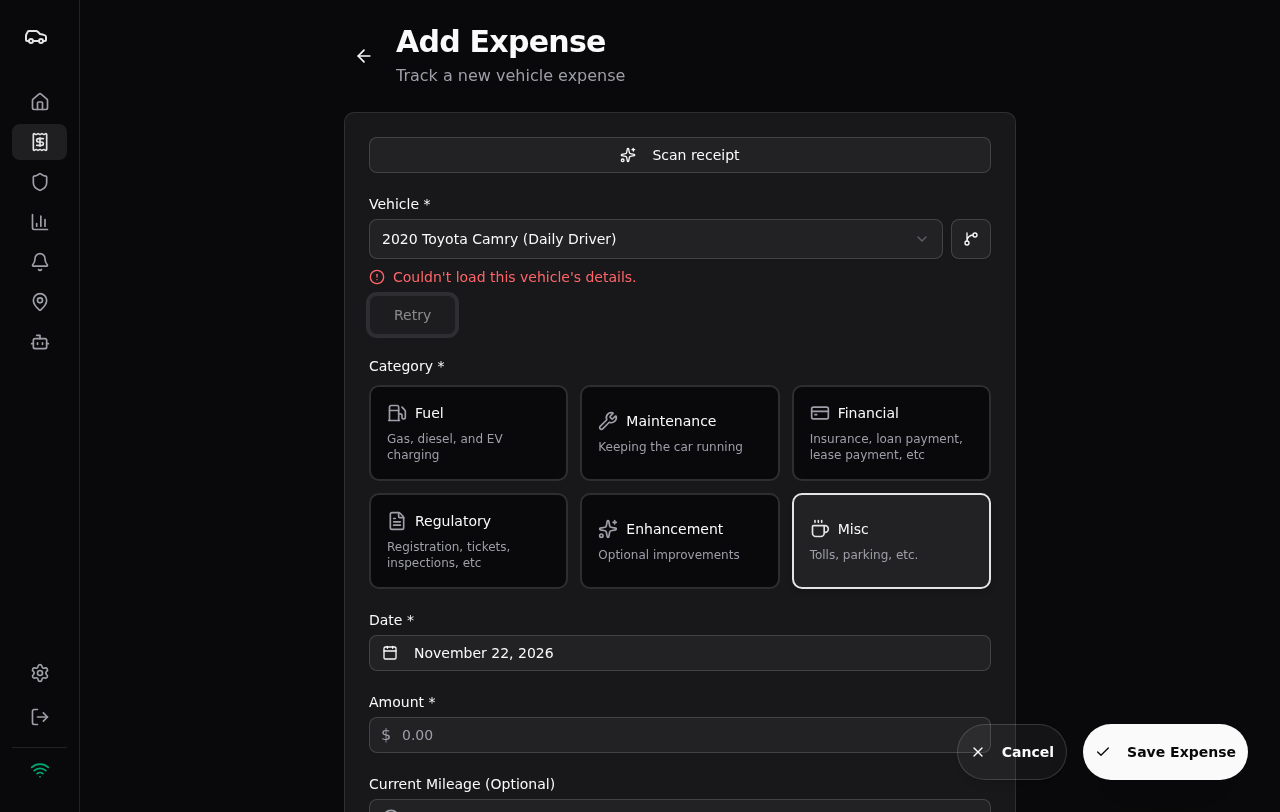 Add Expense
Track a new vehicle expense
Scan receipt
Vehicle *
2020 Toyota Camry (Daily Driver)
Couldn't load this vehicle's details.
Retry
Category *
Fuel
Gas, diesel, and EV
charging
Maintenance
Keeping the car running
Financial
Insurance, loan payment,
lease payment, etc
Regulatory
Registration, tickets,
inspections, etc
Enhancement
Optional improvements
Misc
Tolls, parking, etc.
Date *
November 22, 2026
Amount *
$ 0.00
Cancel
Save Expense
Current Mileage (Optional)